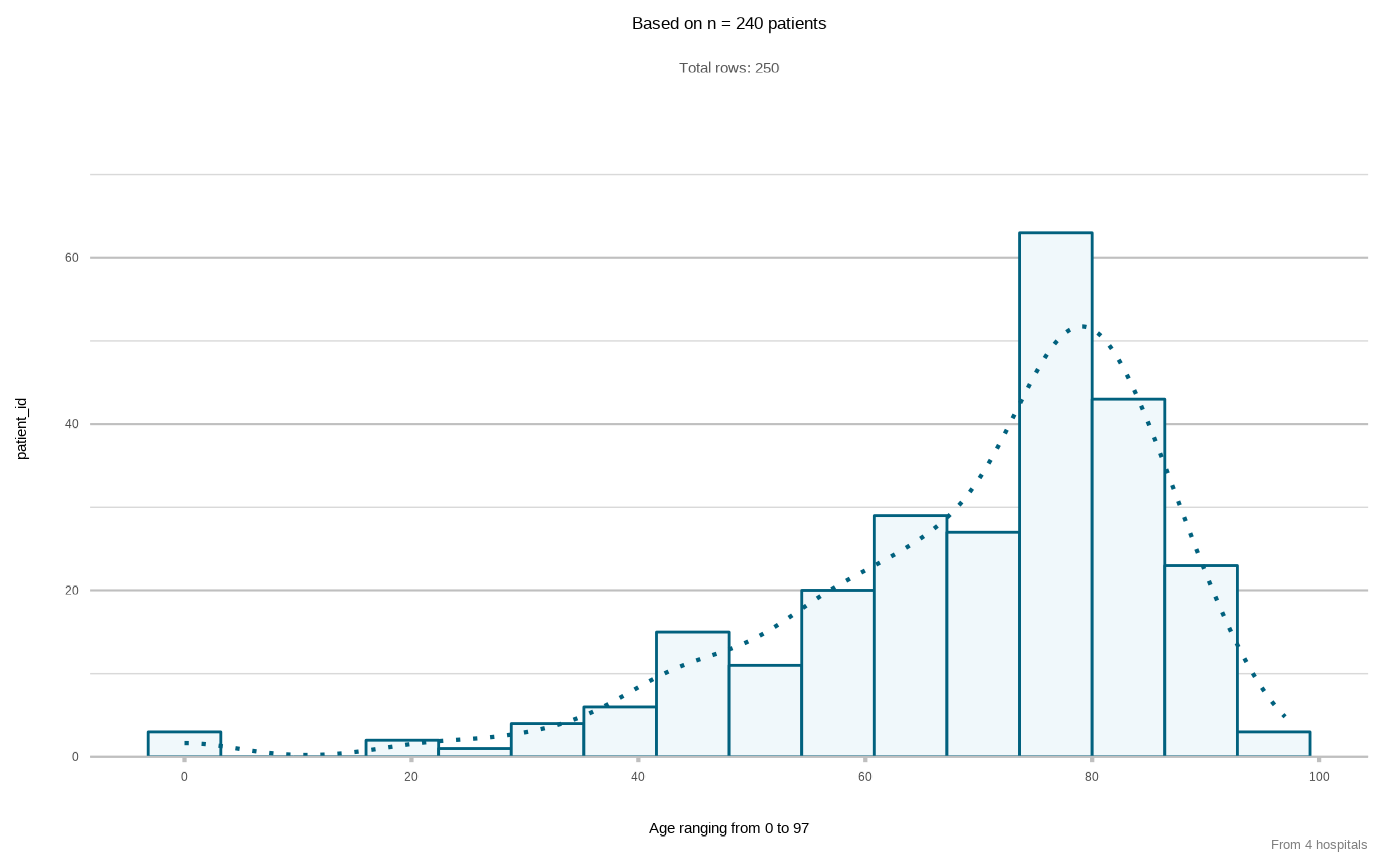 Based on n = 240 patients
Total rows: 250
60
40
20
0
patient_id
0 20 40 60 80 100
Age ranging from 0 to 97
From 4 hospitals